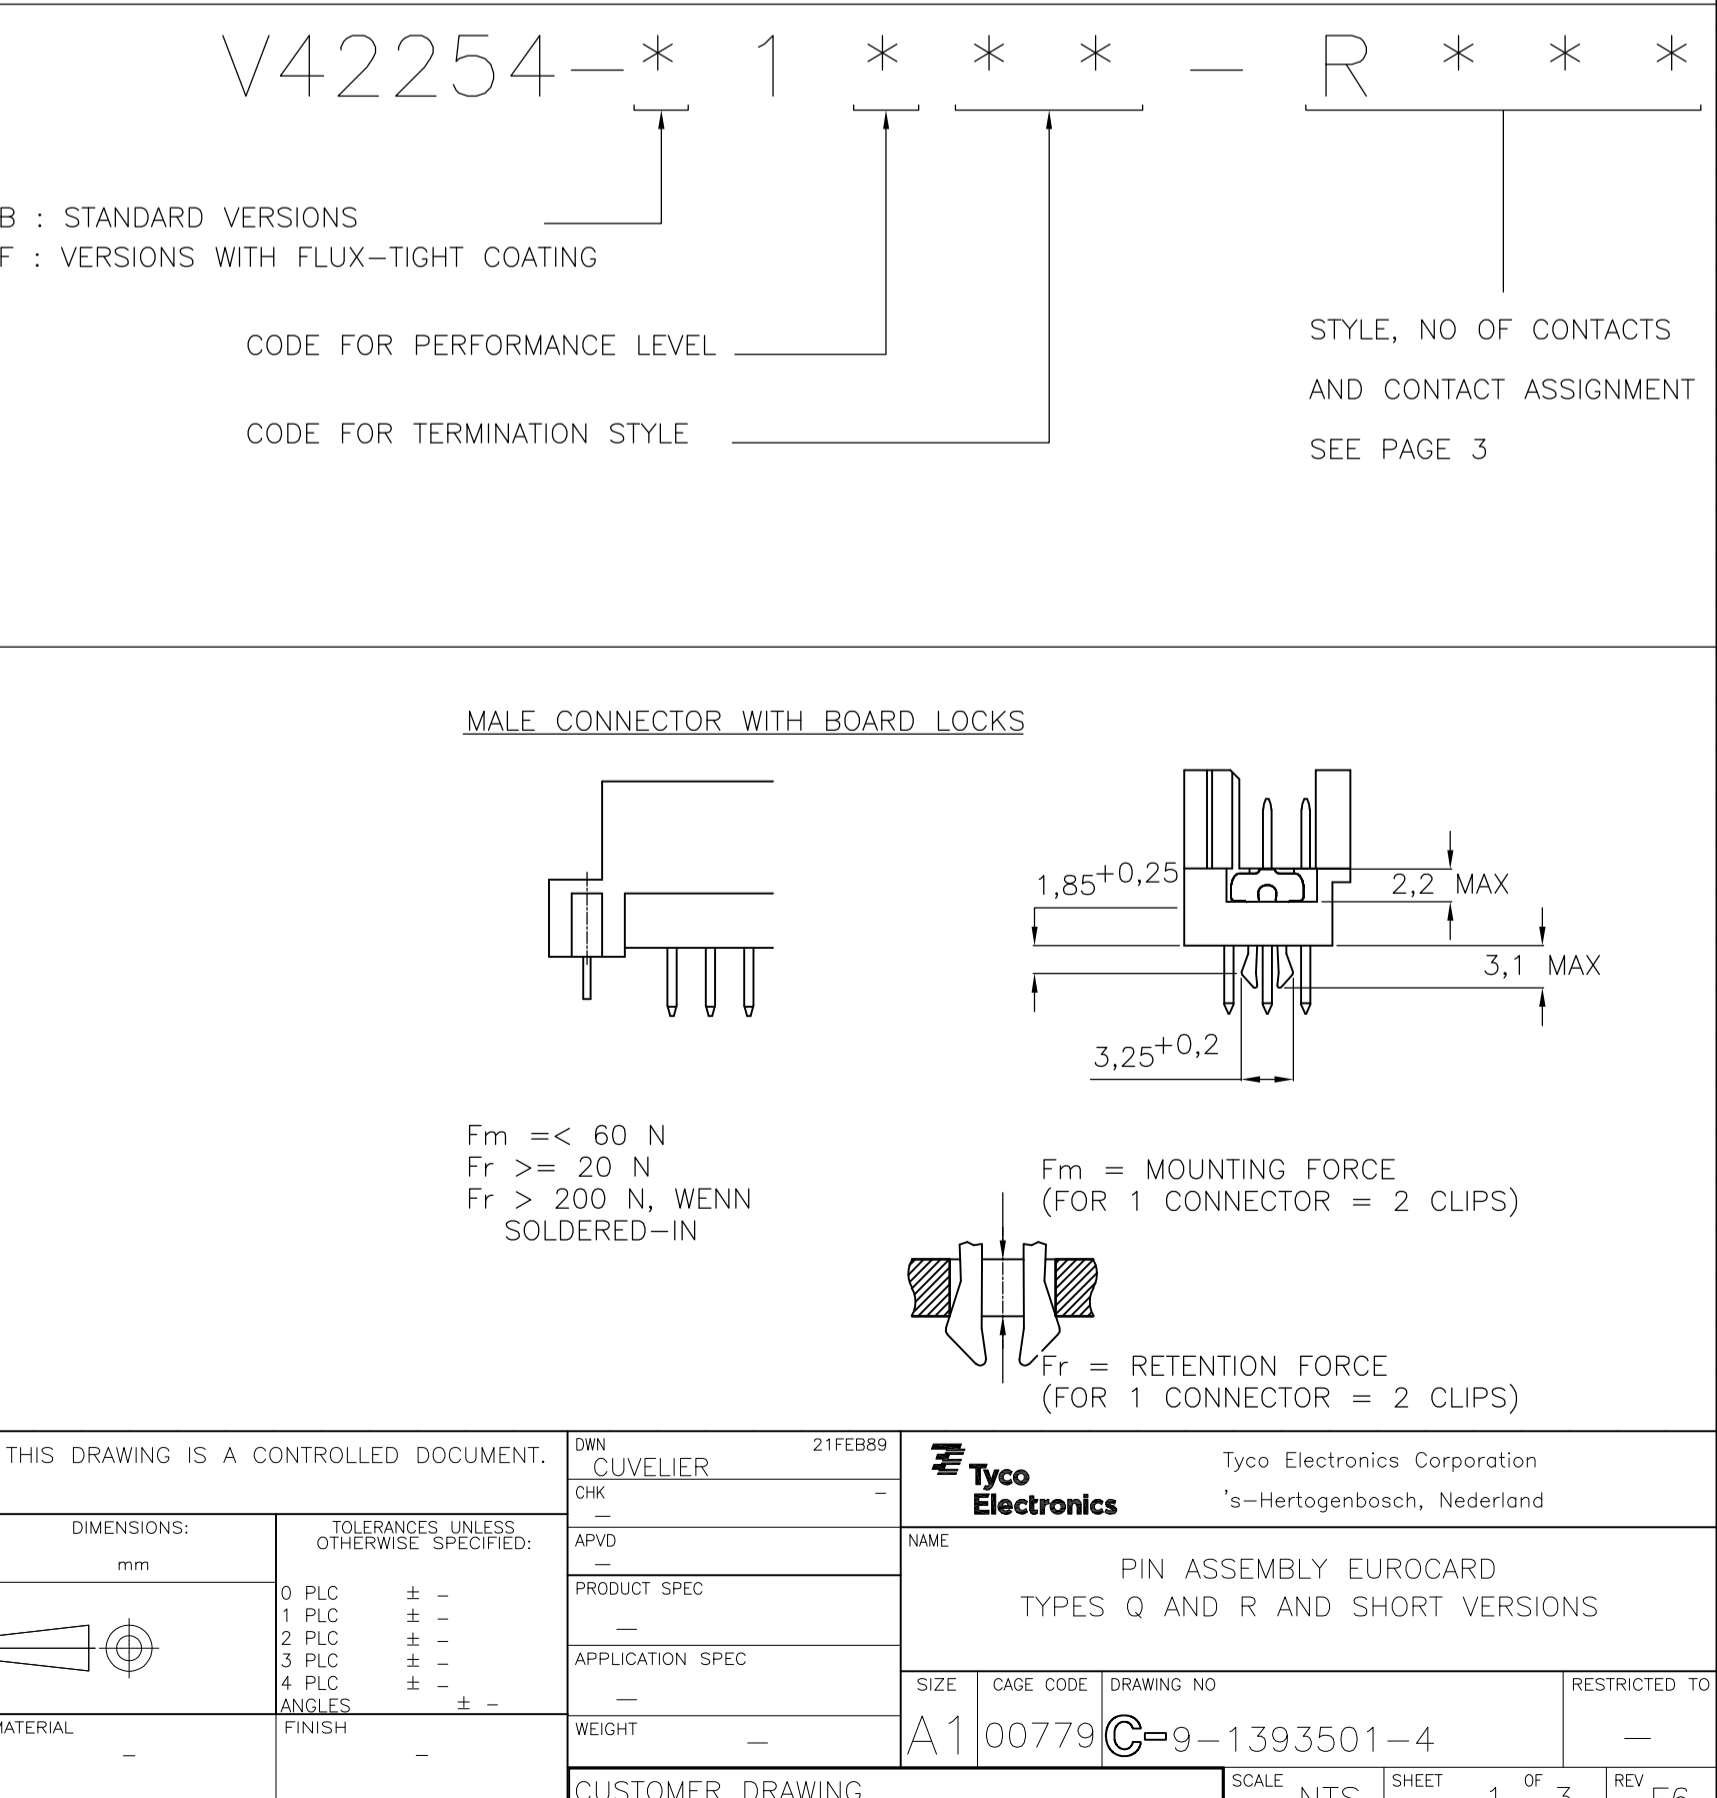 V42254-* 1 * * * - R * * *
B : STANDARD VERSIONS
F : VERSIONS WITH FLUX-TIGHT COATING
CODE FOR PERFORMANCE LEVEL
CODE FOR TERMINATION STYLE
STYLE, NO OF CONTACTS
AND CONTACT ASSIGNMENT
SEE PAGE 3
MALE CONNECTOR WITH BOARD LOCKS
1,85+0,25
2,2 MAX
3,1 MAX
3,25+0,2
Fm =< 60 N
Fr >= 20 N
Fr > 200 N, WENN
SOLDERED-IN
Fm = MOUNTING FORCE
(FOR 1 CONNECTOR = 2 CLIPS)
Fr = RETENTION FORCE
(FOR 1 CONNECTOR = 2 CLIPS)
THIS DRAWING IS A CONTROLLED DOCUMENT.
DIMENSIONS:
mm
TOLERANCES UNLESS
OTHERWISE SPECIFIED:
0 PLC ± -
1 PLC ± -
2 PLC ± -
3 PLC ± -
4 PLC ± -
ANGLES ± -
MATERIAL
-
FINISH
-
DWN 21FEB89
CUVELIER
CHK -
-
APVD
-
PRODUCT SPEC
-
APPLICATION SPEC
-
WEIGHT -
Tyco
Electronics
Tyco Electronics Corporation
's-Hertogenbosch, Nederland
NAME
PIN ASSEMBLY EUROCARD
TYPES Q AND R AND SHORT VERSIONS
SIZE
A1
CAGE CODE
00779
DRAWING NO
C-9-1393501-4
RESTRICTED TO
-
CUSTOMER DRAWING
SCALE NTS
SHEET 1 OF 3
REV